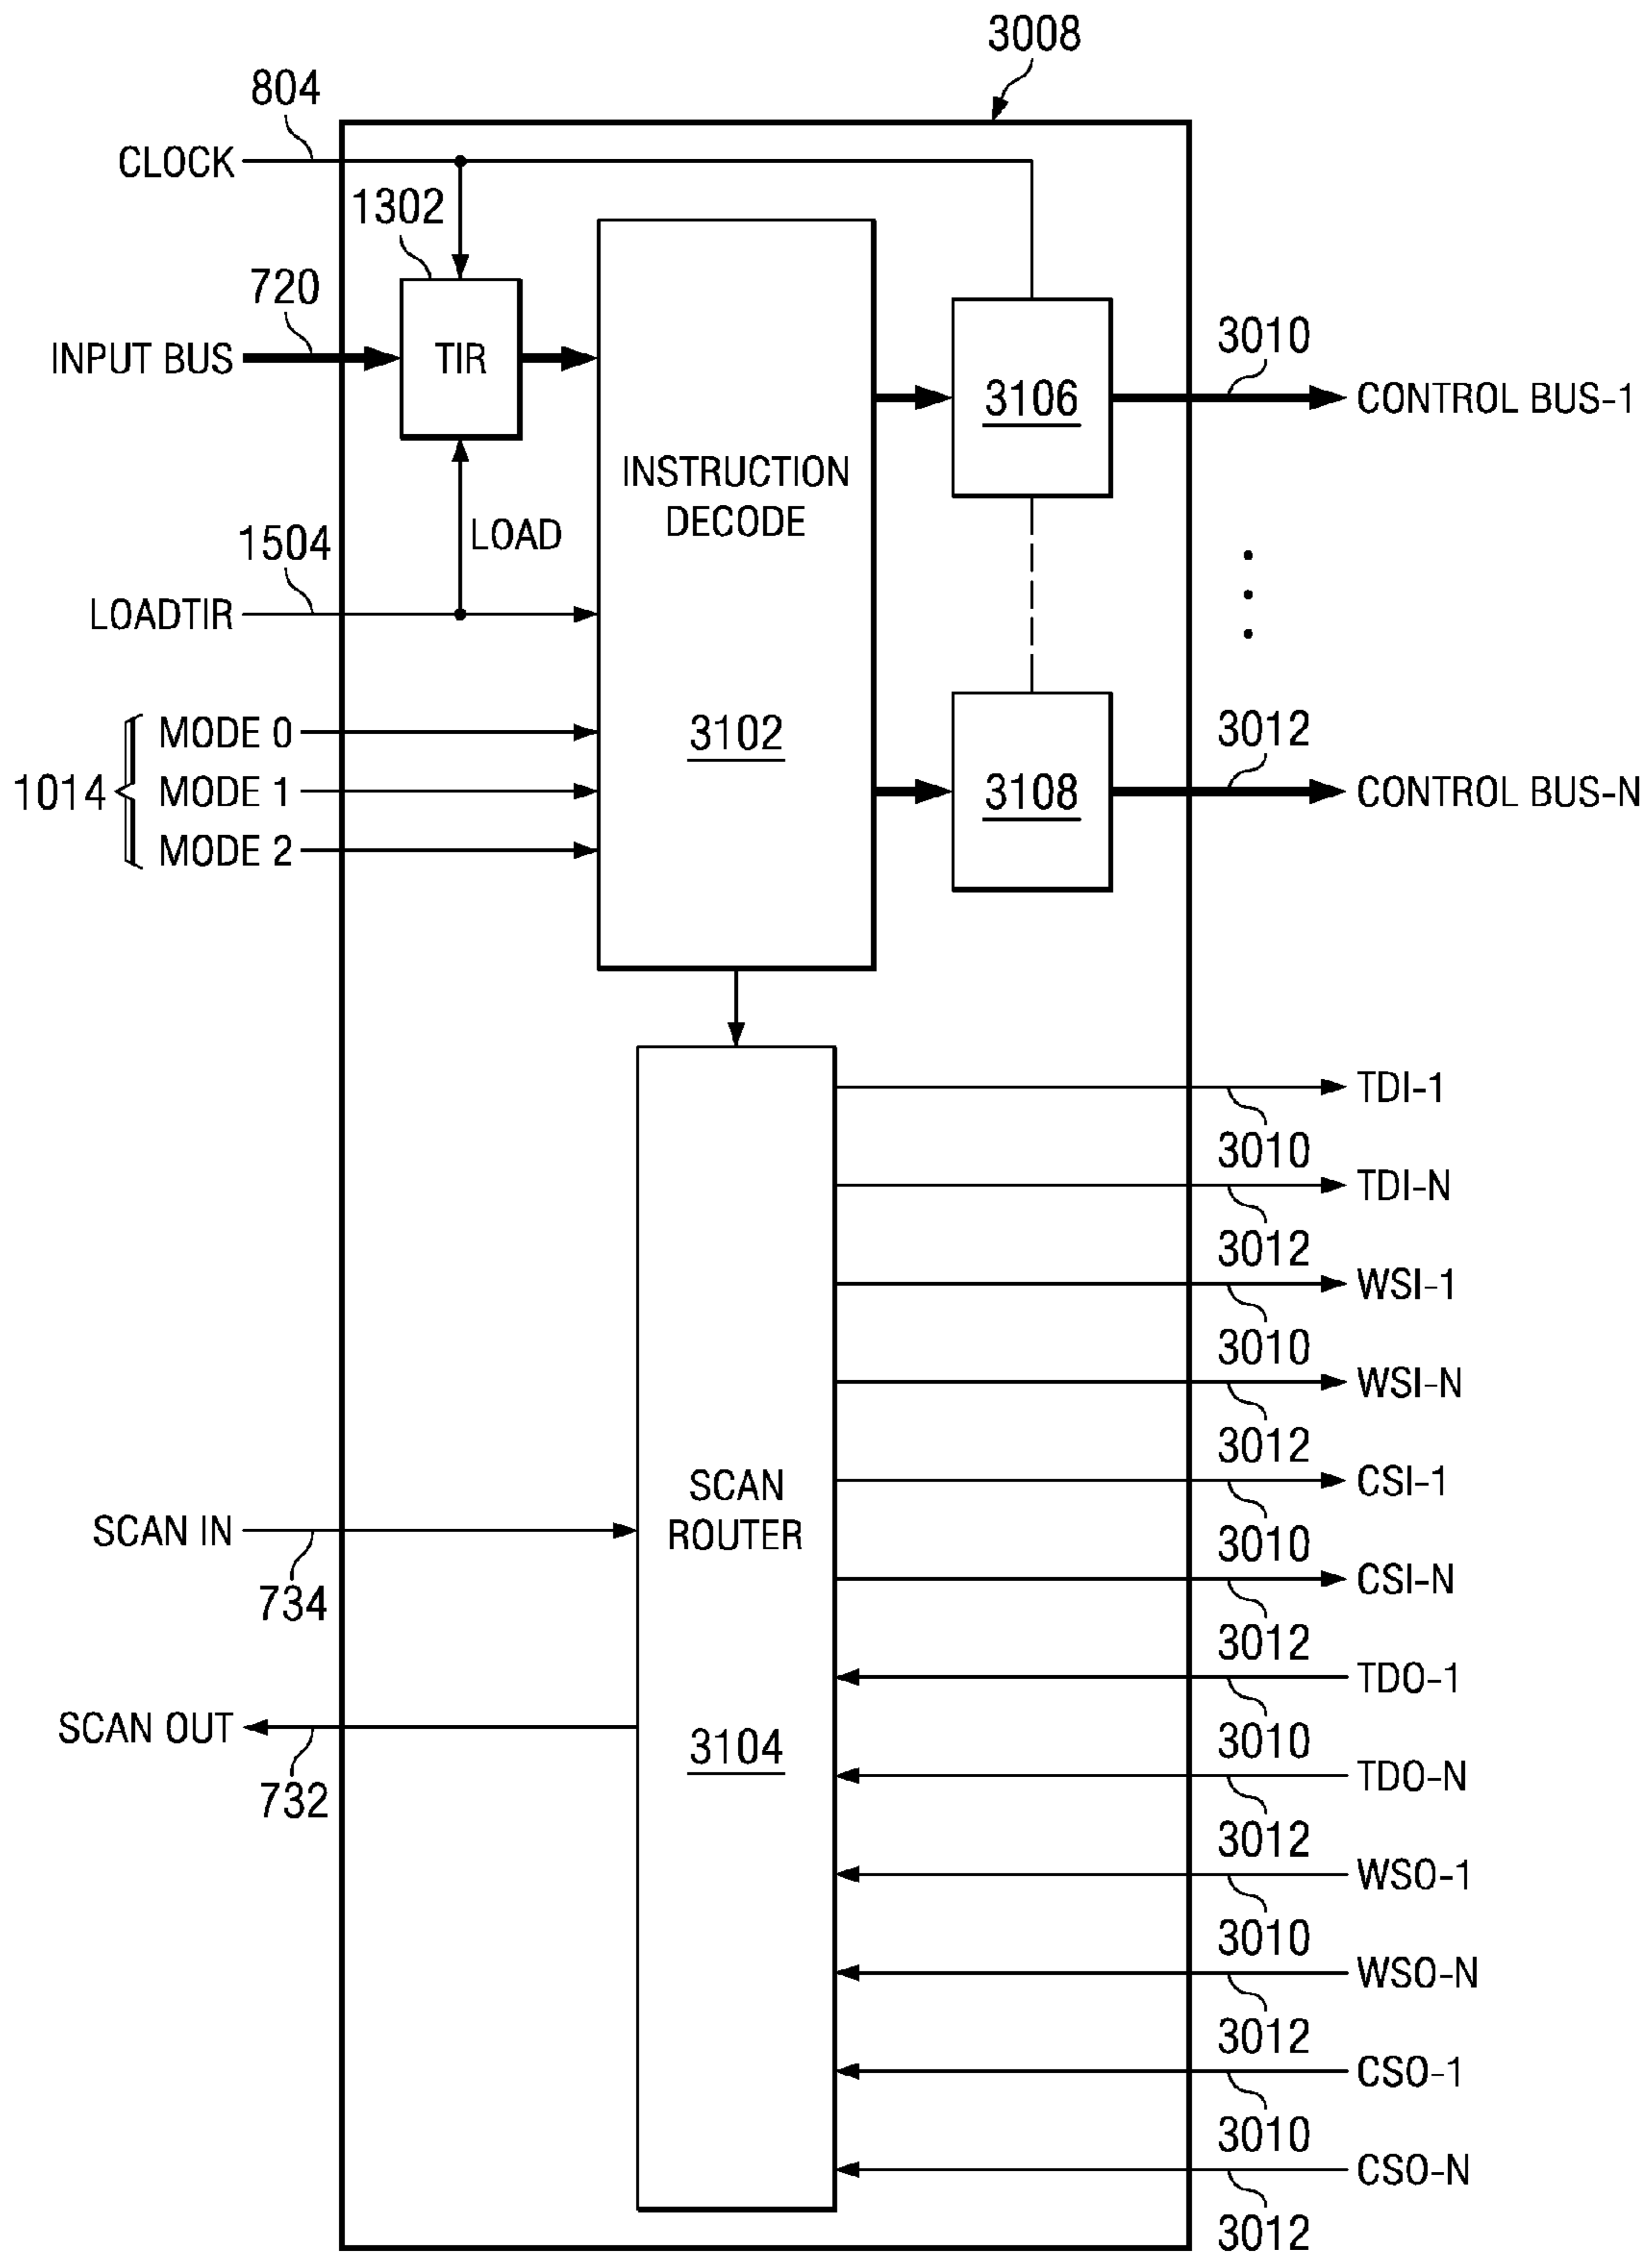 3008
804
CLOCK
1302
720
INPUT BUS
TIR
3010
3106
CONTROL BUS-1
INSTRUCTION
DECODE
LOAD
1504
LOADTIR
3102
3012
MODE 0
1014
MODE 1
MODE 2
3108
CONTROL BUS-N
TDI-1
3010
TDI-N
3012
WSI-1
3010
WSI-N
3012
CSI-1
3010
CSI-N
3012
SCAN
ROUTER
SCAN IN
734
TDO-1
3010
SCAN OUT
732
3104
TDO-N
3012
WSO-1
3010
WSO-N
3012
CSO-1
3010
CSO-N
3012